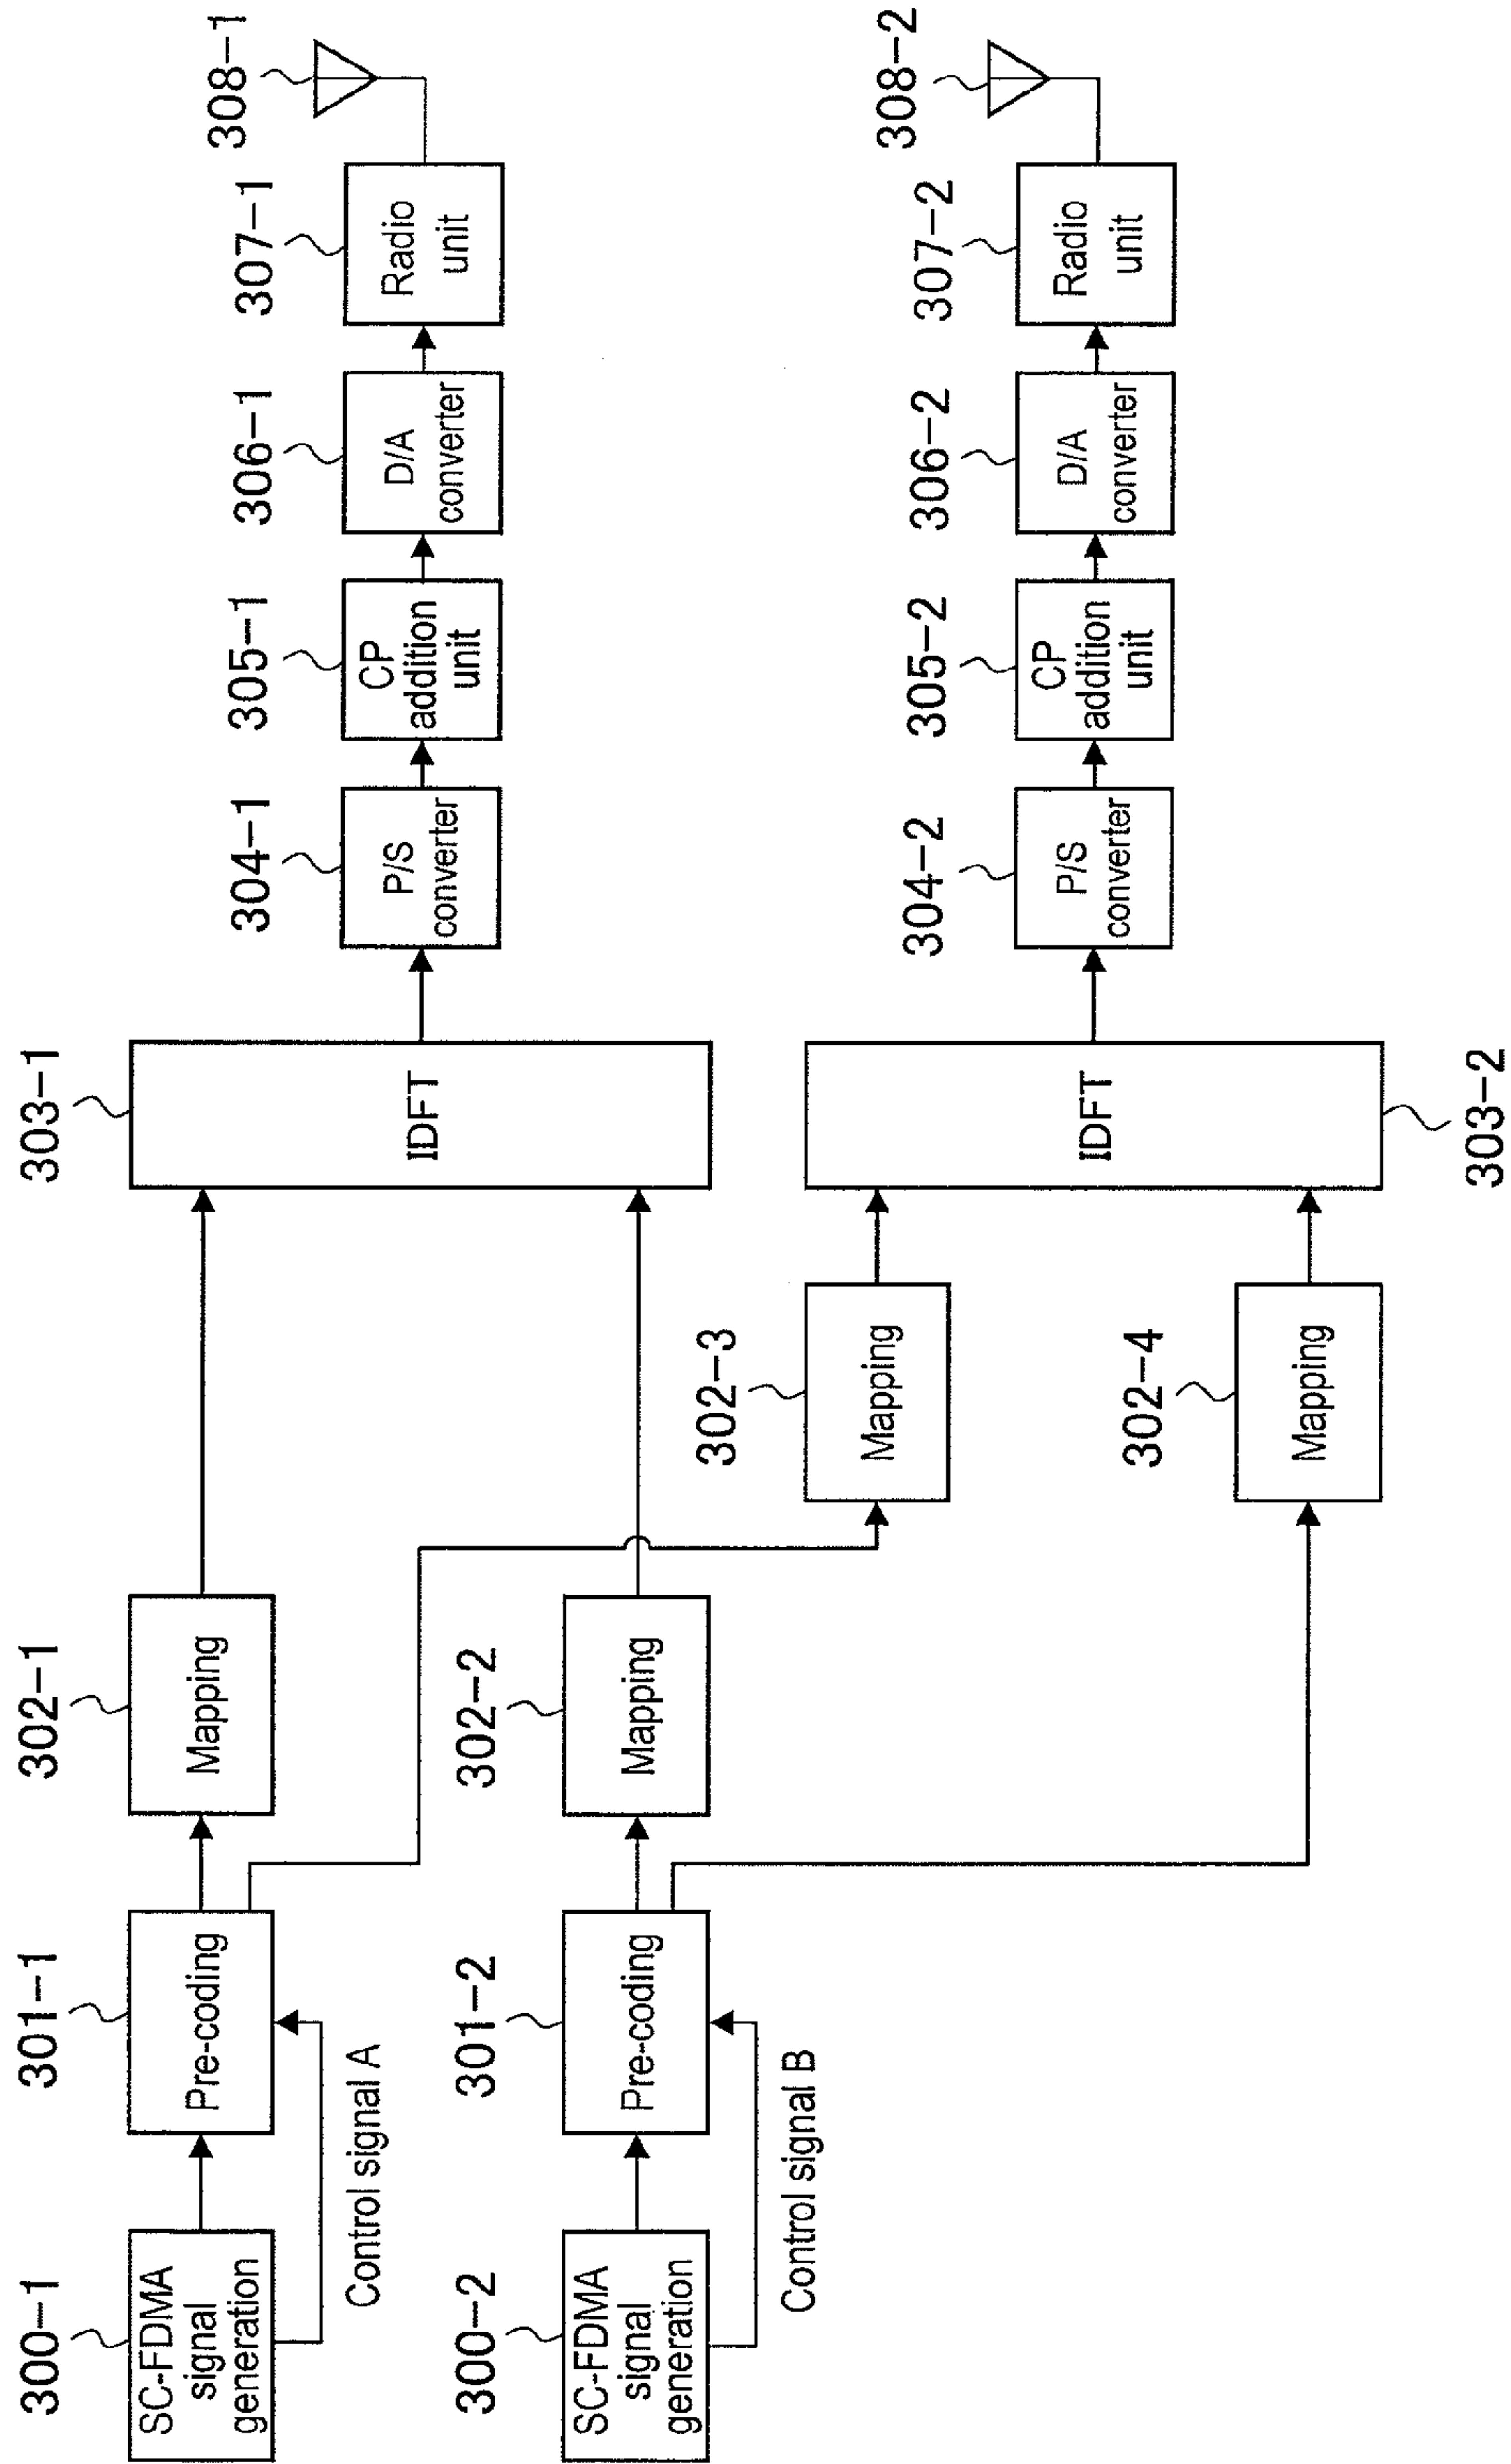 300-1
SC-FDMA
signal
generation
Control signal A
301-1
Pre-coding
302-1
Mapping
303-1
IDFT
304-1
P/S
converter
305-1
CP
addition
unit
306-1
D/A
converter
307-1
Radio
unit
308-1
300-2
SC-FDMA
signal
generation
Control signal B
301-2
Pre-coding
302-2
Mapping
302-3
Mapping
302-4
Mapping
IDFT
303-2
304-2
P/S
converter
305-2
CP
addition
unit
306-2
D/A
converter
307-2
Radio
unit
308-2